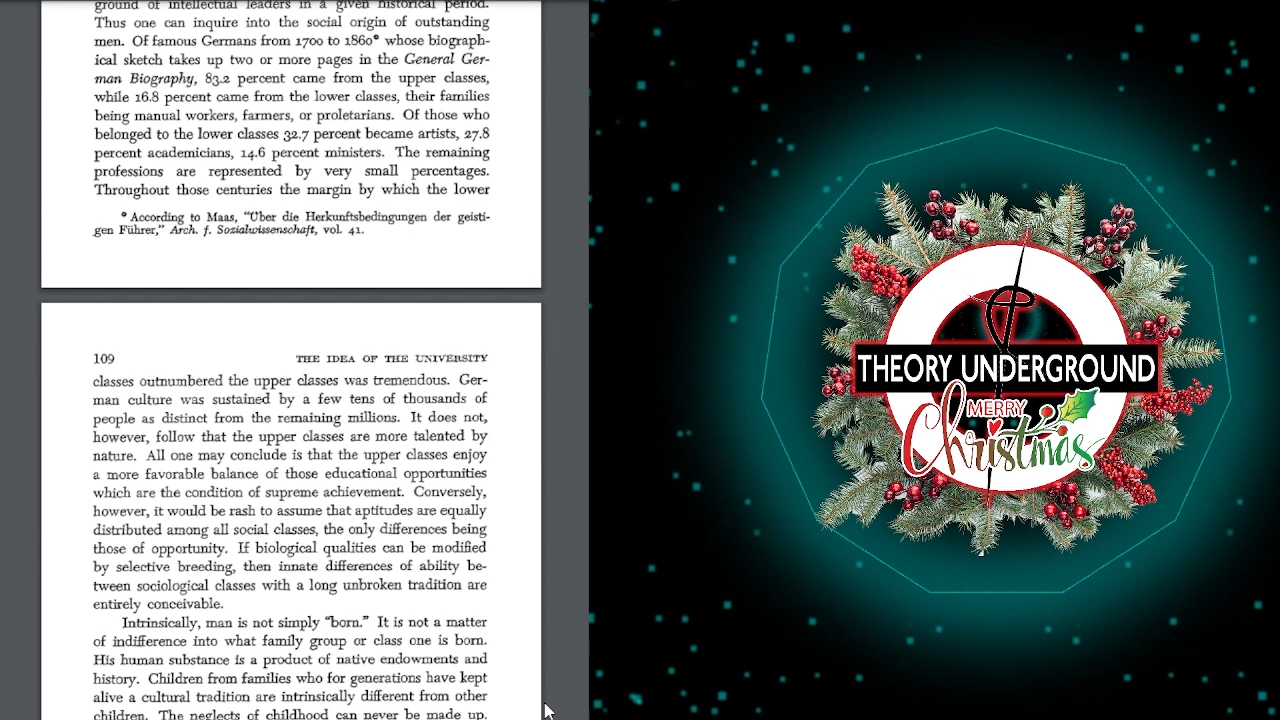 ground of intellectual leaders in a given historical period.
Thus one can inquire into the social origin of outstanding
men. Of famous Germans from 1700 to 1860* whose biograph-
ical sketch takes up two or more pages in the General Ger-
man Biography, 83.2 percent came from the upper classes,
while 16.8 percent came from the lower classes, their families
being manual workers, farmers, or proletarians. Of those who
belonged to the lower classes 32.7 percent became artists, 27.8
percent academicians, 14.6 percent ministers. The remaining
professions are represented by very small percentages.
Throughout those centuries the margin by which the lower
* According to Maas, "Über die Herkunftsbedingungen der geisti-
gen Führer," Arch. f. Sozialwissenschaft, vol. 41.
109 THE IDEA OF THE UNIVERSITY
classes outnumbered the upper classes was tremendous. Ger-
man culture was sustained by a few tens of thousands of
people as distinct from the remaining millions. It does not,
however, follow that the upper classes are more talented by
nature. All one may conclude is that the upper classes enjoy
a more favorable balance of those educational opportunities
which are the condition of supreme achievement. Conversely,
however, it would be rash to assume that aptitudes are equally
distributed among all social classes, the only differences being
those of opportunity. If biological qualities can be modified
by selective breeding, then innate differences of ability be-
tween sociological classes with a long unbroken tradition are
entirely conceivable.
Intrinsically, man is not simply "born." It is not a matter
of indifference into what family group or class one is born.
His human substance is a product of native endowments and
history. Children from families who for generations have kept
alive a cultural tradition are intrinsically different from other
children. The neglects of childhood can never be made up.
THEORY UNDERGROUND
MERRY
Christmas